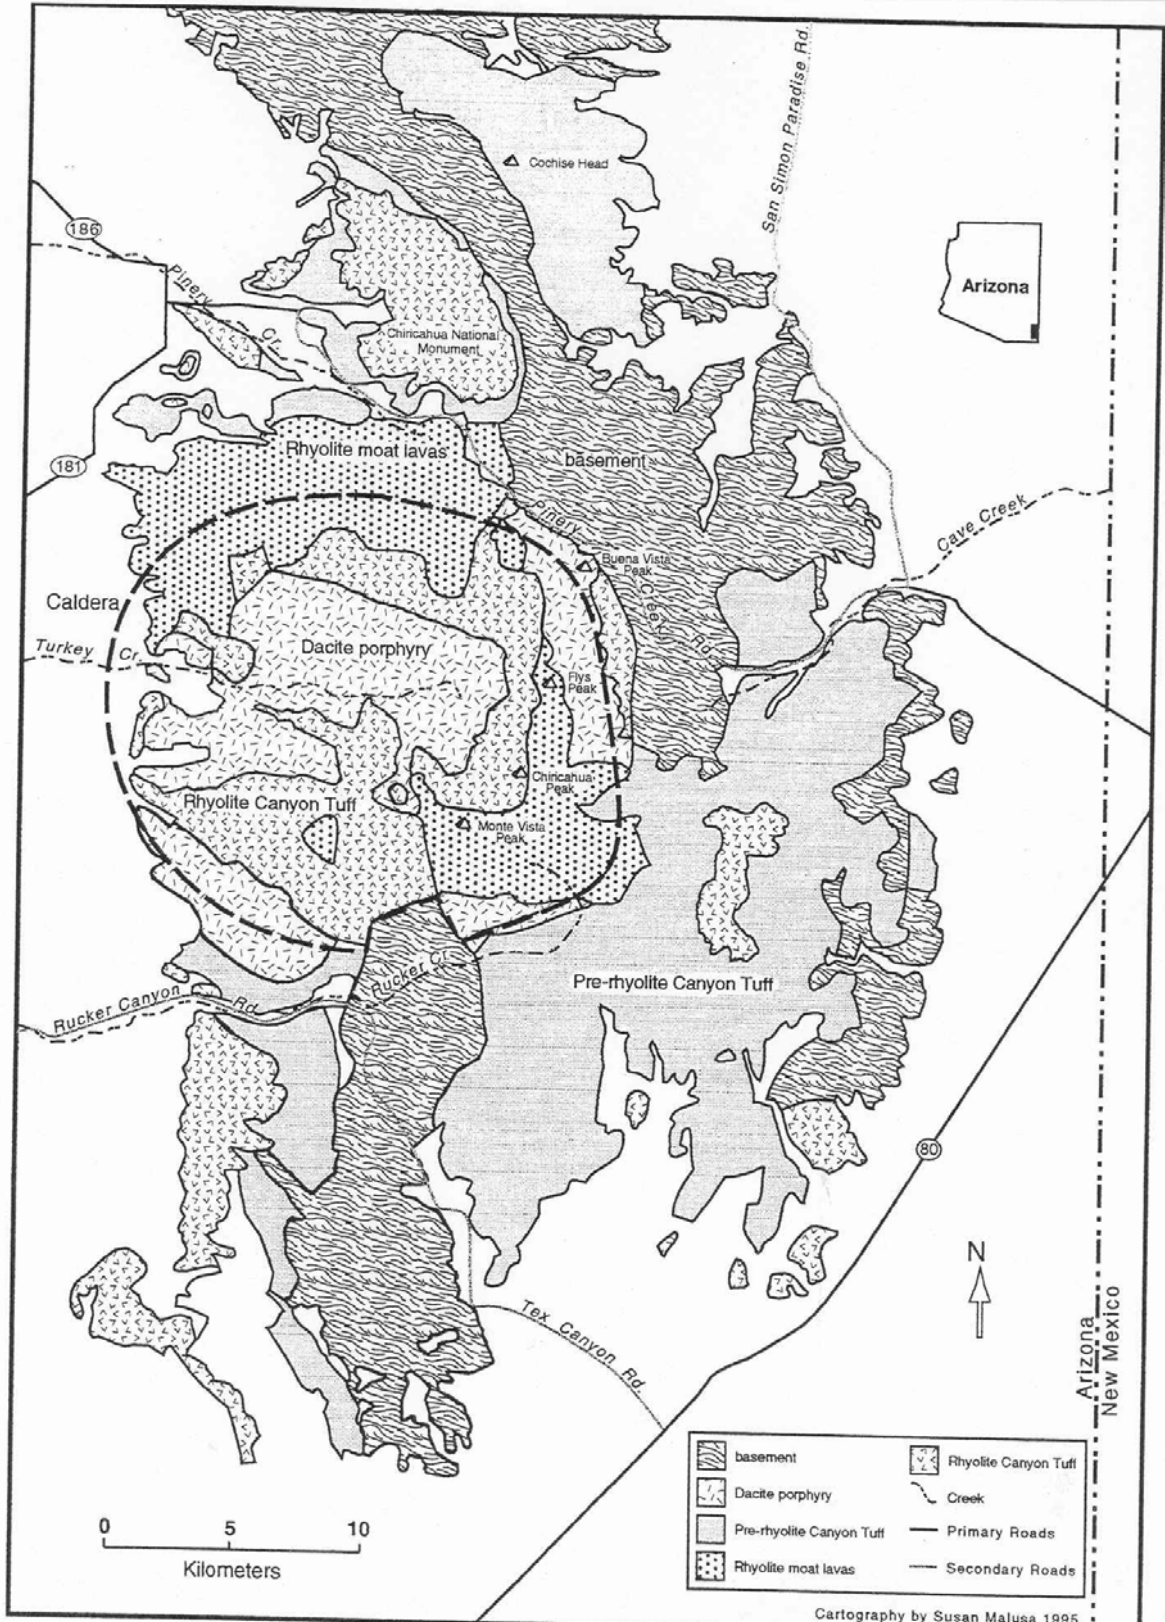 Cochise Head
San Simon Paradise Rd.
186
Pinery
Cr.
Arizona
Chiricahua National
Monument
Rhyolite moat lavas
basement
181
Pinery
Cave Creek
Buena Vista
Peak
Creek
Caldera
Turkey Cr.
Dacite porphyry
Rd.
Flys
Peak
Chiricahua
Peak
Rhyolite Canyon Tuff
Monte Vista
Peak
Rucker Cr.
Pre-rhyolite Canyon Tuff
Rucker Canyon Rd.
80
N
Tex Canyon Rd.
Arizona
New Mexico
basement
Rhyolite Canyon Tuff
Dacite porphyry
Creek
Pre-rhyolite Canyon Tuff
Primary Roads
Rhyolite moat lavas
Secondary Roads
0 5 10
Kilometers
Cartography by Susan Malusa 1995